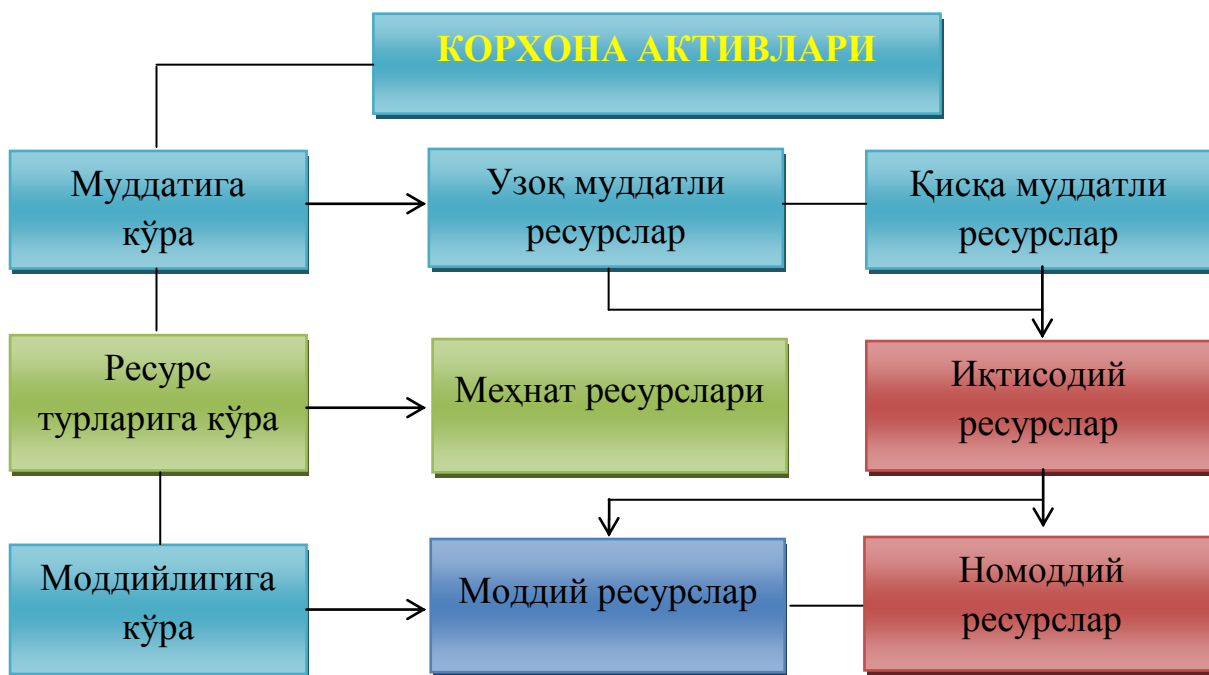 КОРХОНА АКТИВЛАРИ
Муддатига
кўра
Узоқ муддатли
ресурслар
Қисқа муддатли
ресурслар
Ресурс
турларига кўра
Меҳнат ресурслари
Иқтисодий
ресурслар
Моддийлигига
кўра
Моддий ресурслар
Номоддий
ресурслар